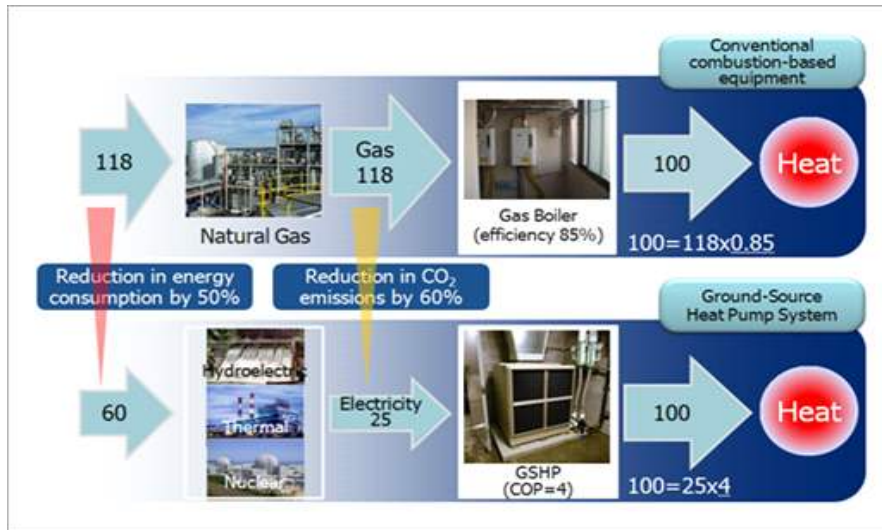 Conventional
combustion-based
equipment
118
Natural Gas
Gas
118
Gas Boiler
(efficiency 85%)
100
Heat
100=118x0.85
Reduction in energy
consumption by 50%
Reduction in CO₂
emissions by 60%
Ground-Source
Heat Pump System
60
Hydroelectric
Thermal
Nuclear
Electricity
25
GSHP
(COP=4)
100
Heat
100=25x4